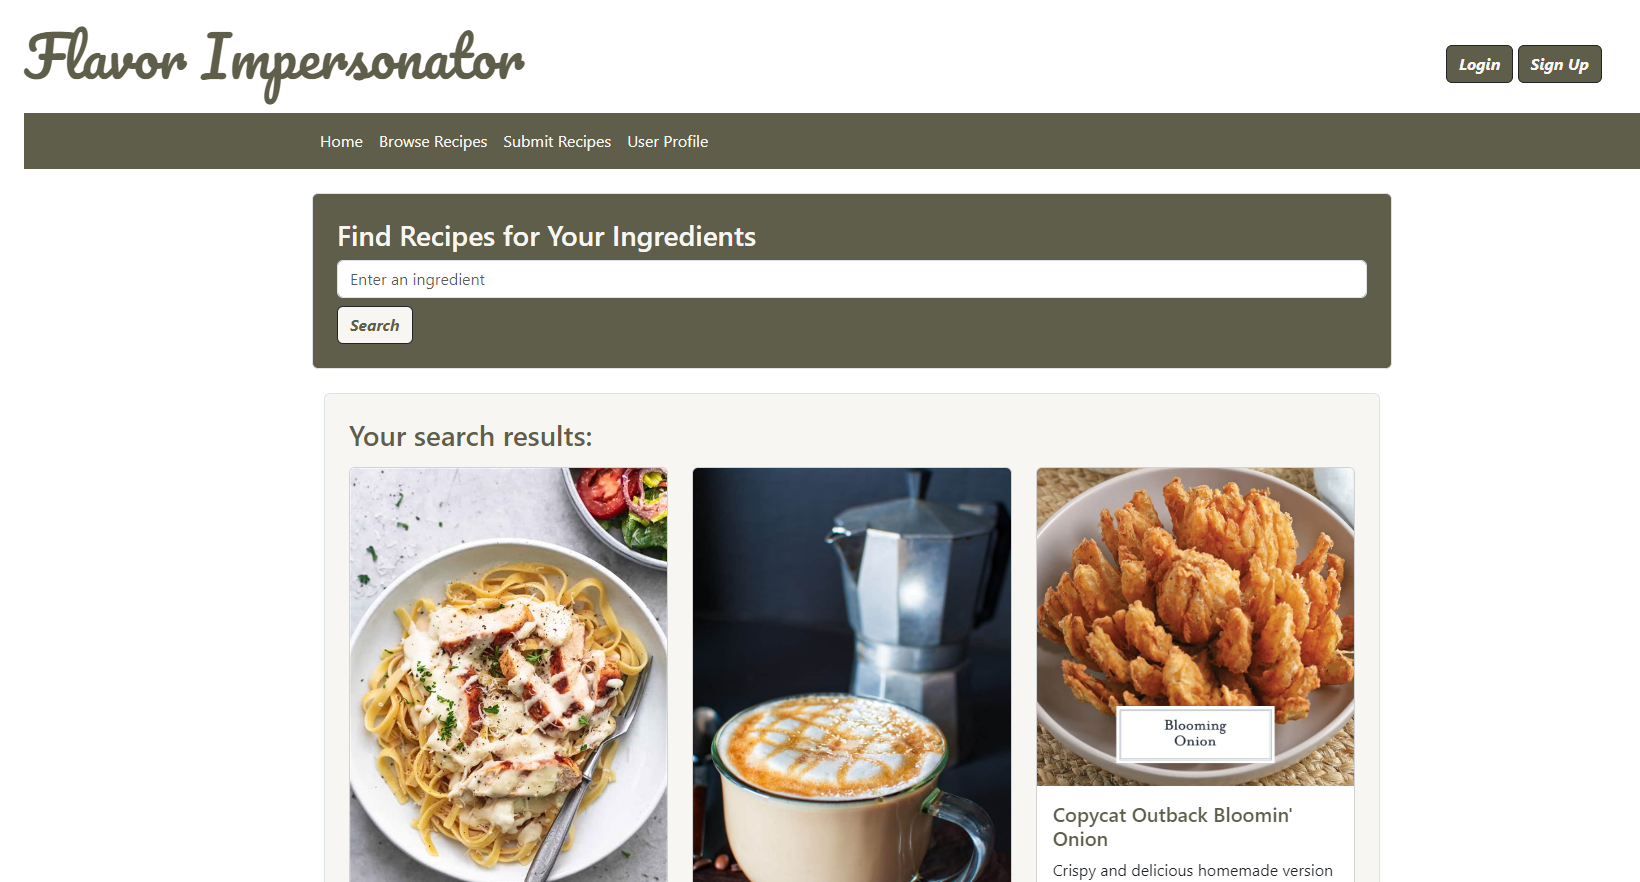 Flavor Impersonator
Login Sign Up
Home Browse Recipes Submit Recipes User Profile
Find Recipes for Your Ingredients
Enter an ingredient
Search
Your search results:
Blooming
Onion
Copycat Outback Bloomin'
Onion
Crispy and delicious homemade version